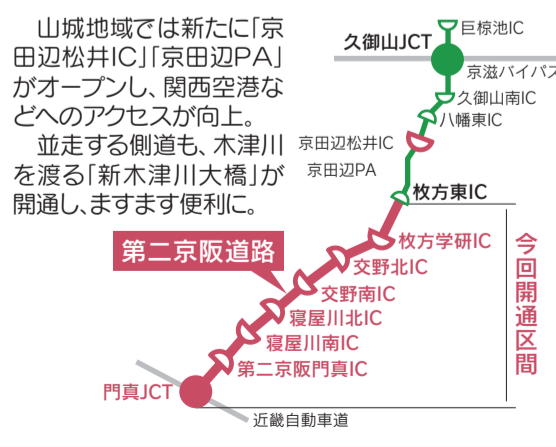 山城地域では新たに「京
田辺松井IC」「京田辺PA」
がオープンし、関西空港な
どへのアクセスが向上。
並走する側道も、木津川
を渡る「新木津川大橋」が
開通し、ますます便利に。
巨椋池IC
久御山JCT
京滋バイパス
久御山南IC
八幡東IC
京田辺松井IC
京田辺PA
枚方東IC
枚方学研IC
第二京阪道路
交野北IC
交野南IC
寝屋川北IC
寝屋川南IC
第二京阪門真IC
門真JCT
近畿自動車道
今回開通区間